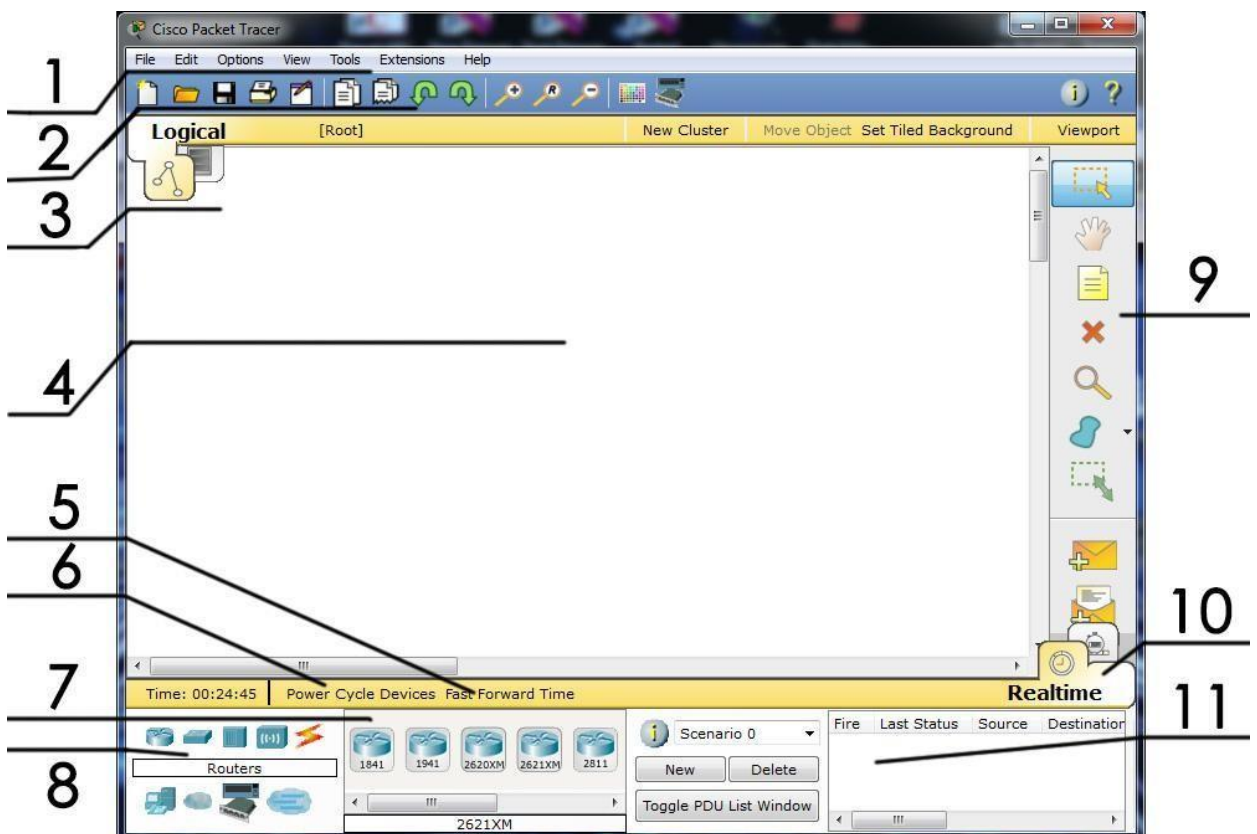 Cisco Packet Tracer
File Edit Options View Tools Extensions Help
1
2
3
4
5
6
7
8
9
10
11
R
i ?
Logical [Root] New Cluster Move Object Set Tiled Background Viewport
Time: 00:24:45 Power Cycle Devices Fast Forward Time Realtime
Routers
1841 1941 2620XM 2621XM 2811
2621XM
i Scenario 0
New Delete
Toggle PDU List Window
Fire Last Status Source Destination